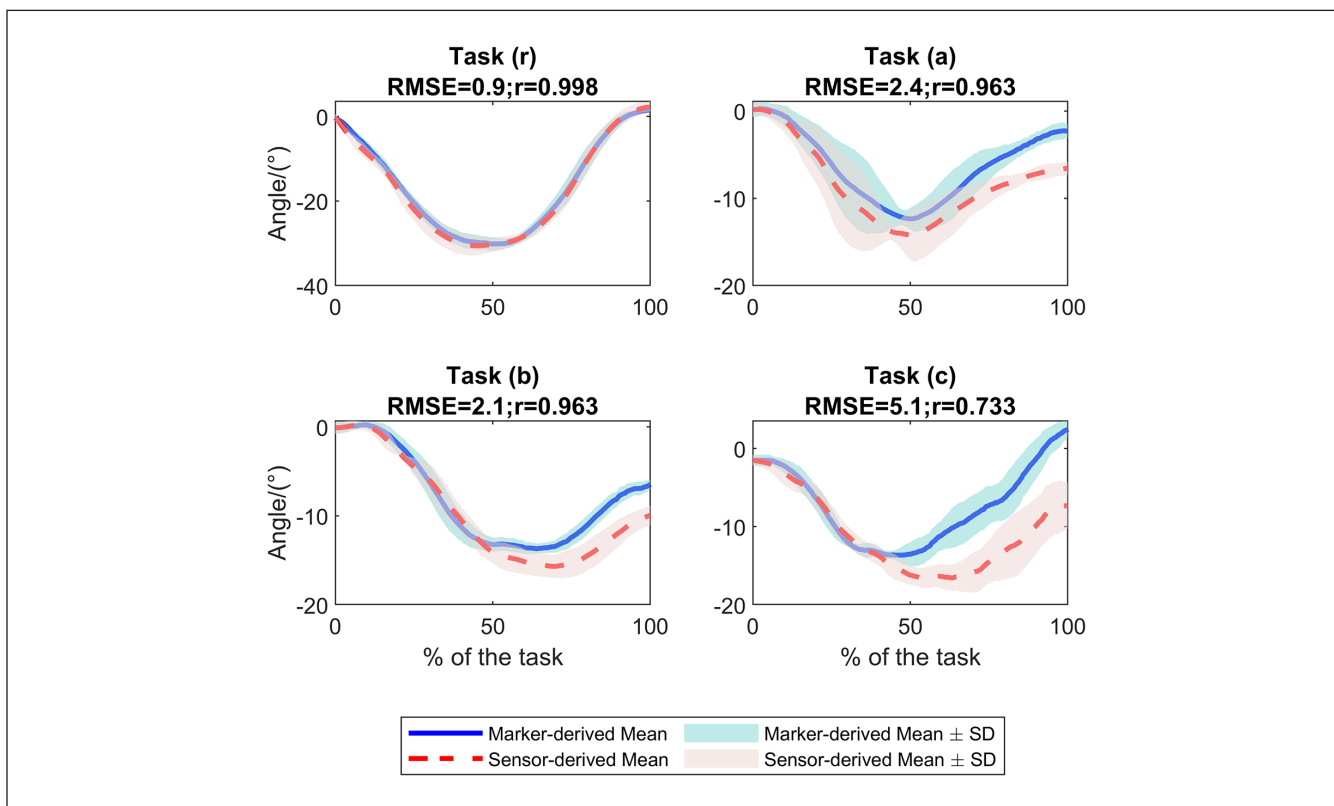 Task (r)
RMSE=0.9;r=0.998
Task (a)
RMSE=2.4;r=0.963
Angle/(°)
0
-20
-40
0
50
100
0
-10
-20
0
50
100
Task (b)
RMSE=2.1;r=0.963
Task (c)
RMSE=5.1;r=0.733
Angle/(°)
0
-10
-20
0
50
100
% of the task
0
-10
-20
0
50
100
% of the task
Marker-derived Mean
Marker-derived Mean ± SD
Sensor-derived Mean
Sensor-derived Mean ± SD